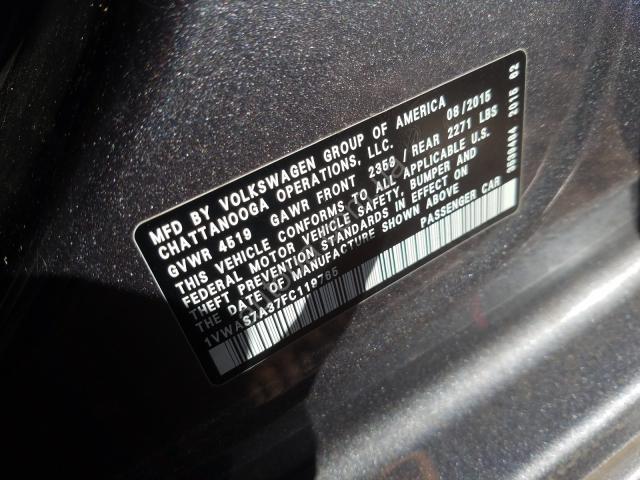 MFD BY VOLKSWAGEN GROUP OF AMERICA 08/2015
CHATTANOOGA OPERATIONS, LLC.
GVWR 4519 GAWR FRONT 2359 / REAR 2271 LBS
THIS VEHICLE CONFORMS TO ALL APPLICABLE U.S.
FEDERAL MOTOR VEHICLE SAFETY, BUMPER AND
THEFT PREVENTION STANDARDS IN EFFECT ON
THE DATE OF MANUFACTURE SHOWN ABOVE
1VWAS7A37FC119765 PASSENGER CAR